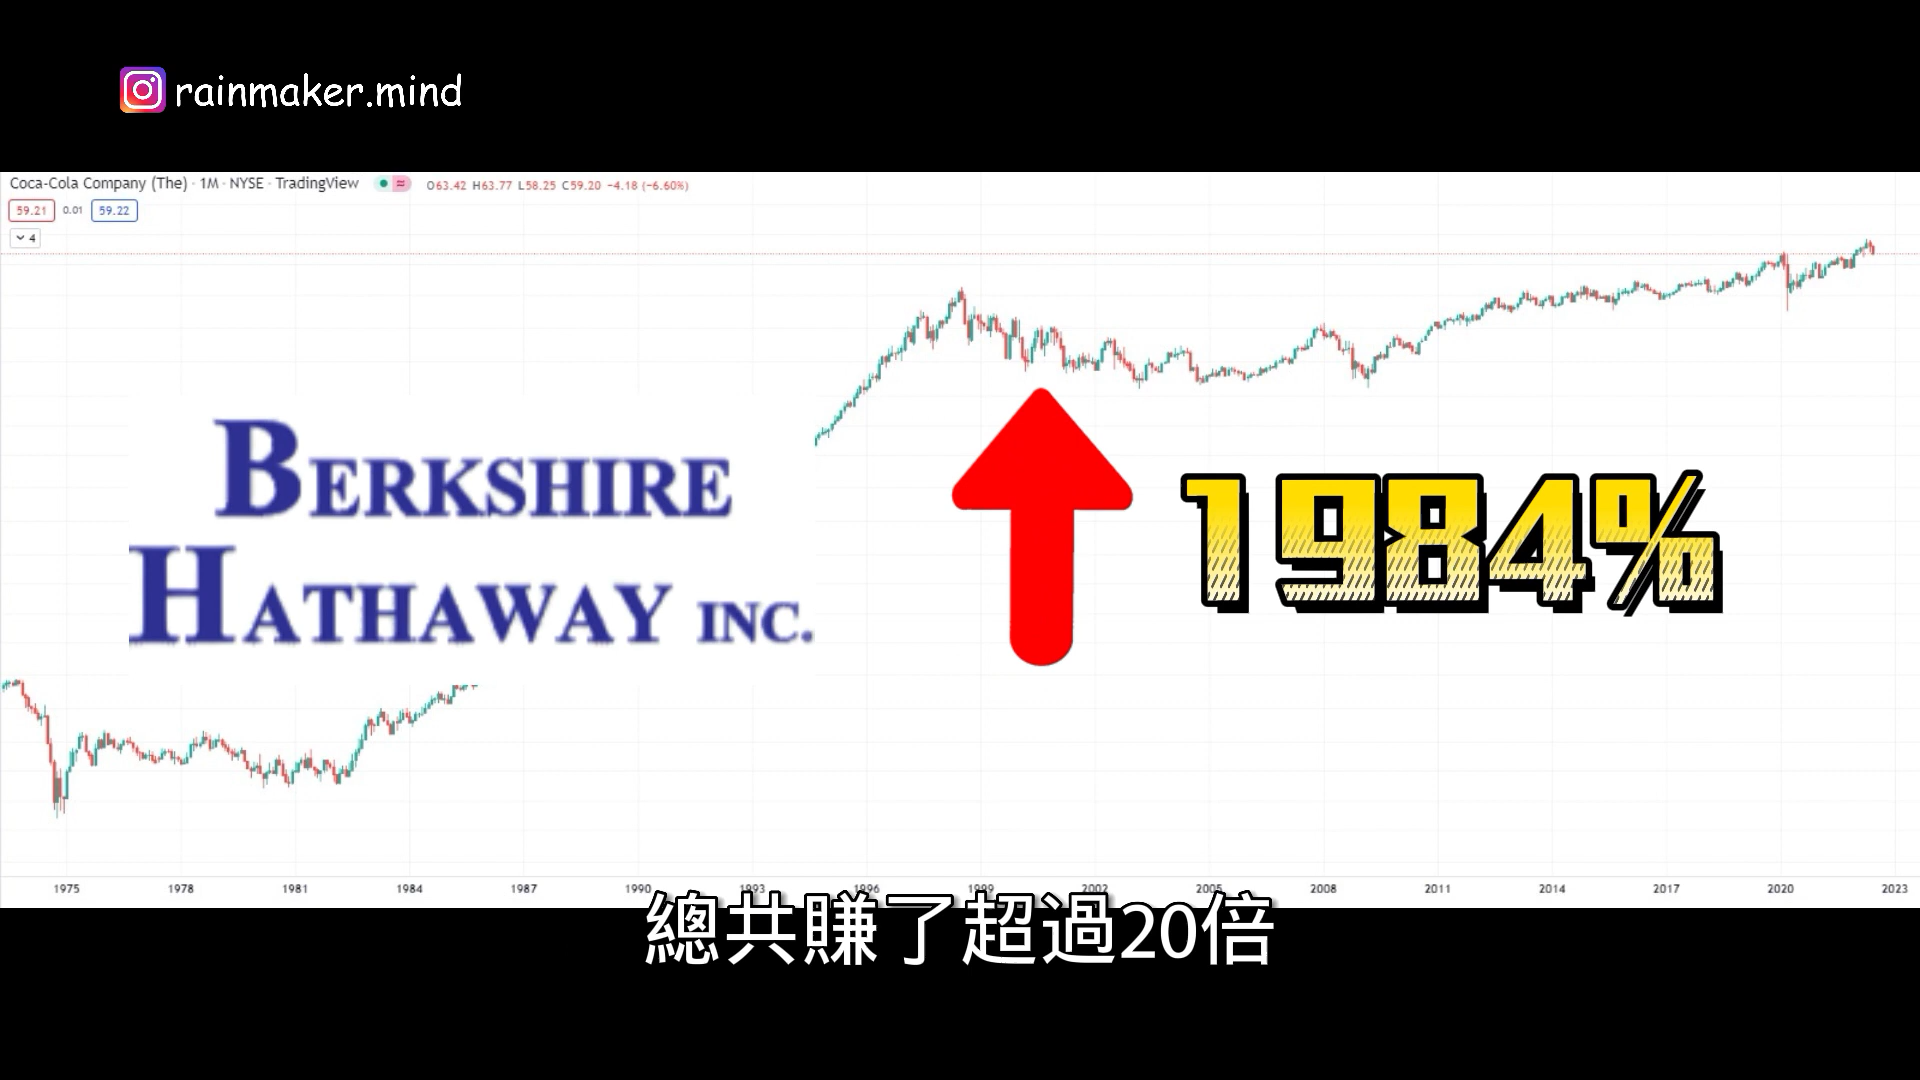 rainmaker.mind
Coca-Cola Company (The) · 1M · NYSE · TradingView O63.42 H63.77 L58.25 C59.20 −4.18 (−6.60%)
59.21 0.01 59.22
4
BERKSHIRE
HATHAWAY INC.
1984%
1975 1978 1981 1984 1987 1990 1993 1996 1999 2002 2005 2008 2011 2014 2017 2020 2023
總共賺了超過20倍